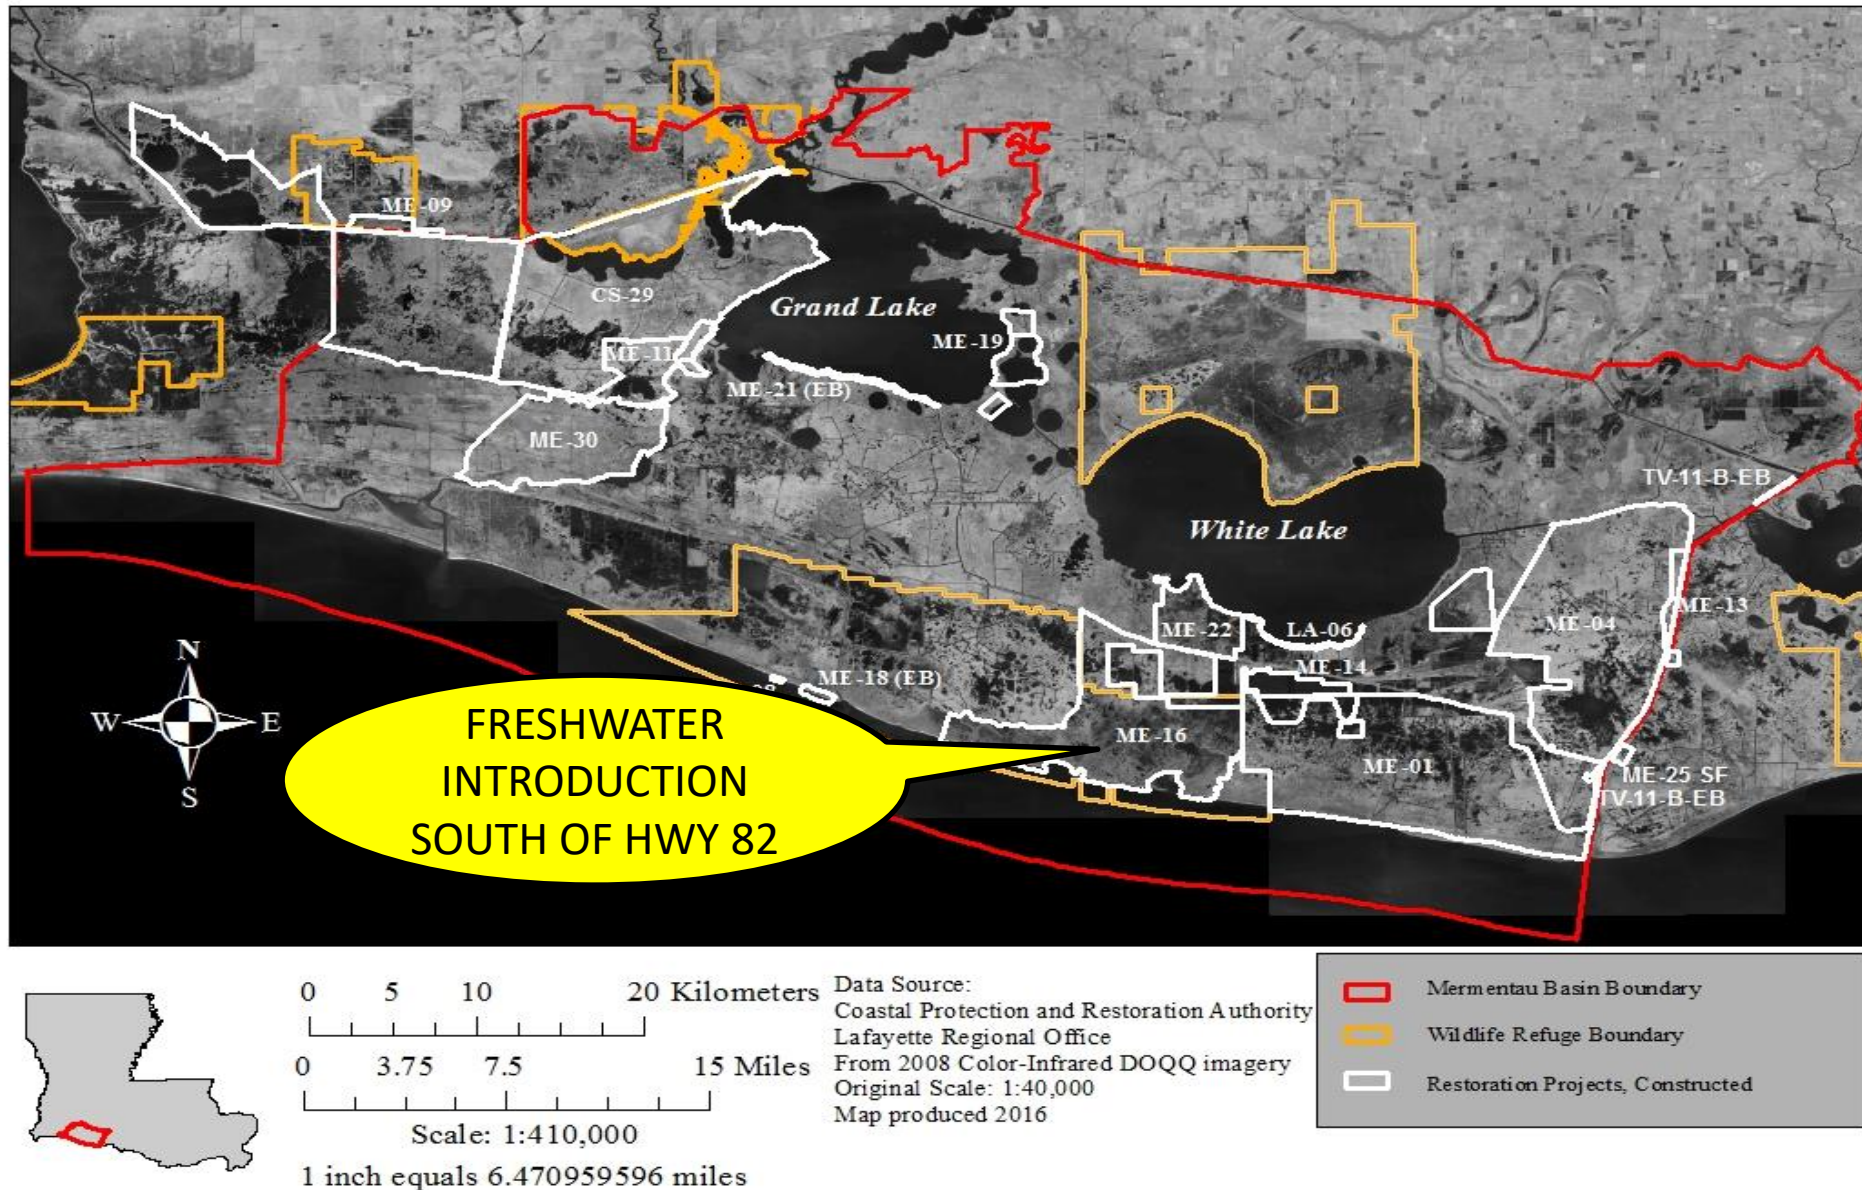 ME-09
CS-29
Grand Lake
ME-11
ME-19
ME-21 (EB)
ME-30
TV-11-B-EB
White Lake
ME-13
ME-22
LA-06
ME-04
ME-14
ME-18 (EB)
N
W
E
S
FRESHWATER
INTRODUCTION
SOUTH OF HWY 82
ME-16
ME-01
ME-25 SF
TV-11-B-EB
0 5 10 20 Kilometers
0 3.75 7.5 15 Miles
Scale: 1:410,000
1 inch equals 6.470959596 miles
Data Source:
Coastal Protection and Restoration Authority
Lafayette Regional Office
From 2008 Color-Infrared DOQQ imagery
Original Scale: 1:40,000
Map produced 2016
Mermentau Basin Boundary
Wildlife Refuge Boundary
Restoration Projects, Constructed